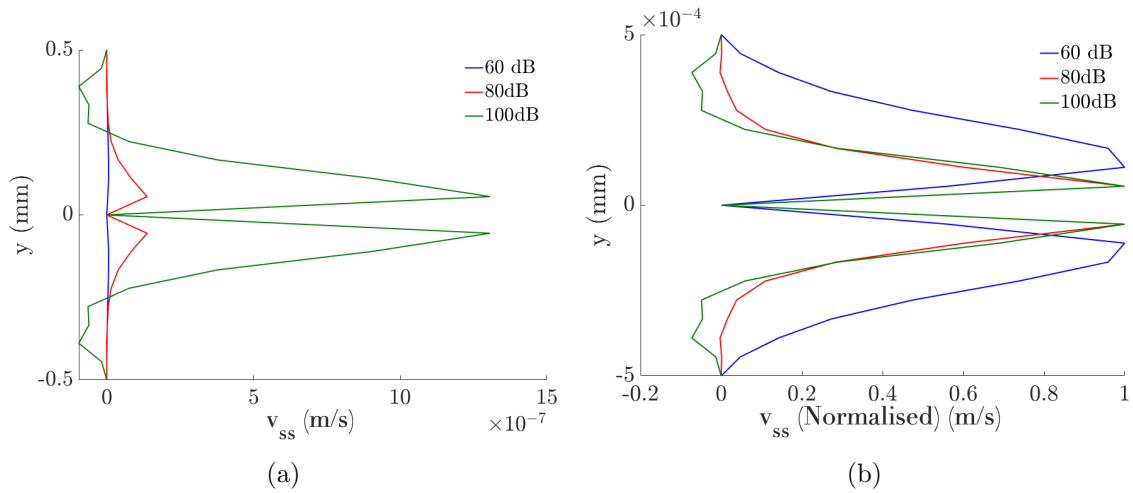 0.5
0
-0.5
y (mm)
60 dB
80dB
100dB
0
5
10
15
×10⁻⁷
v_ss (m/s)
(a)
5
×10⁻⁴
0
-5
y (mm)
60 dB
80dB
100dB
-0.2
0
0.2
0.4
0.6
0.8
1
v_ss (Normalised) (m/s)
(b)